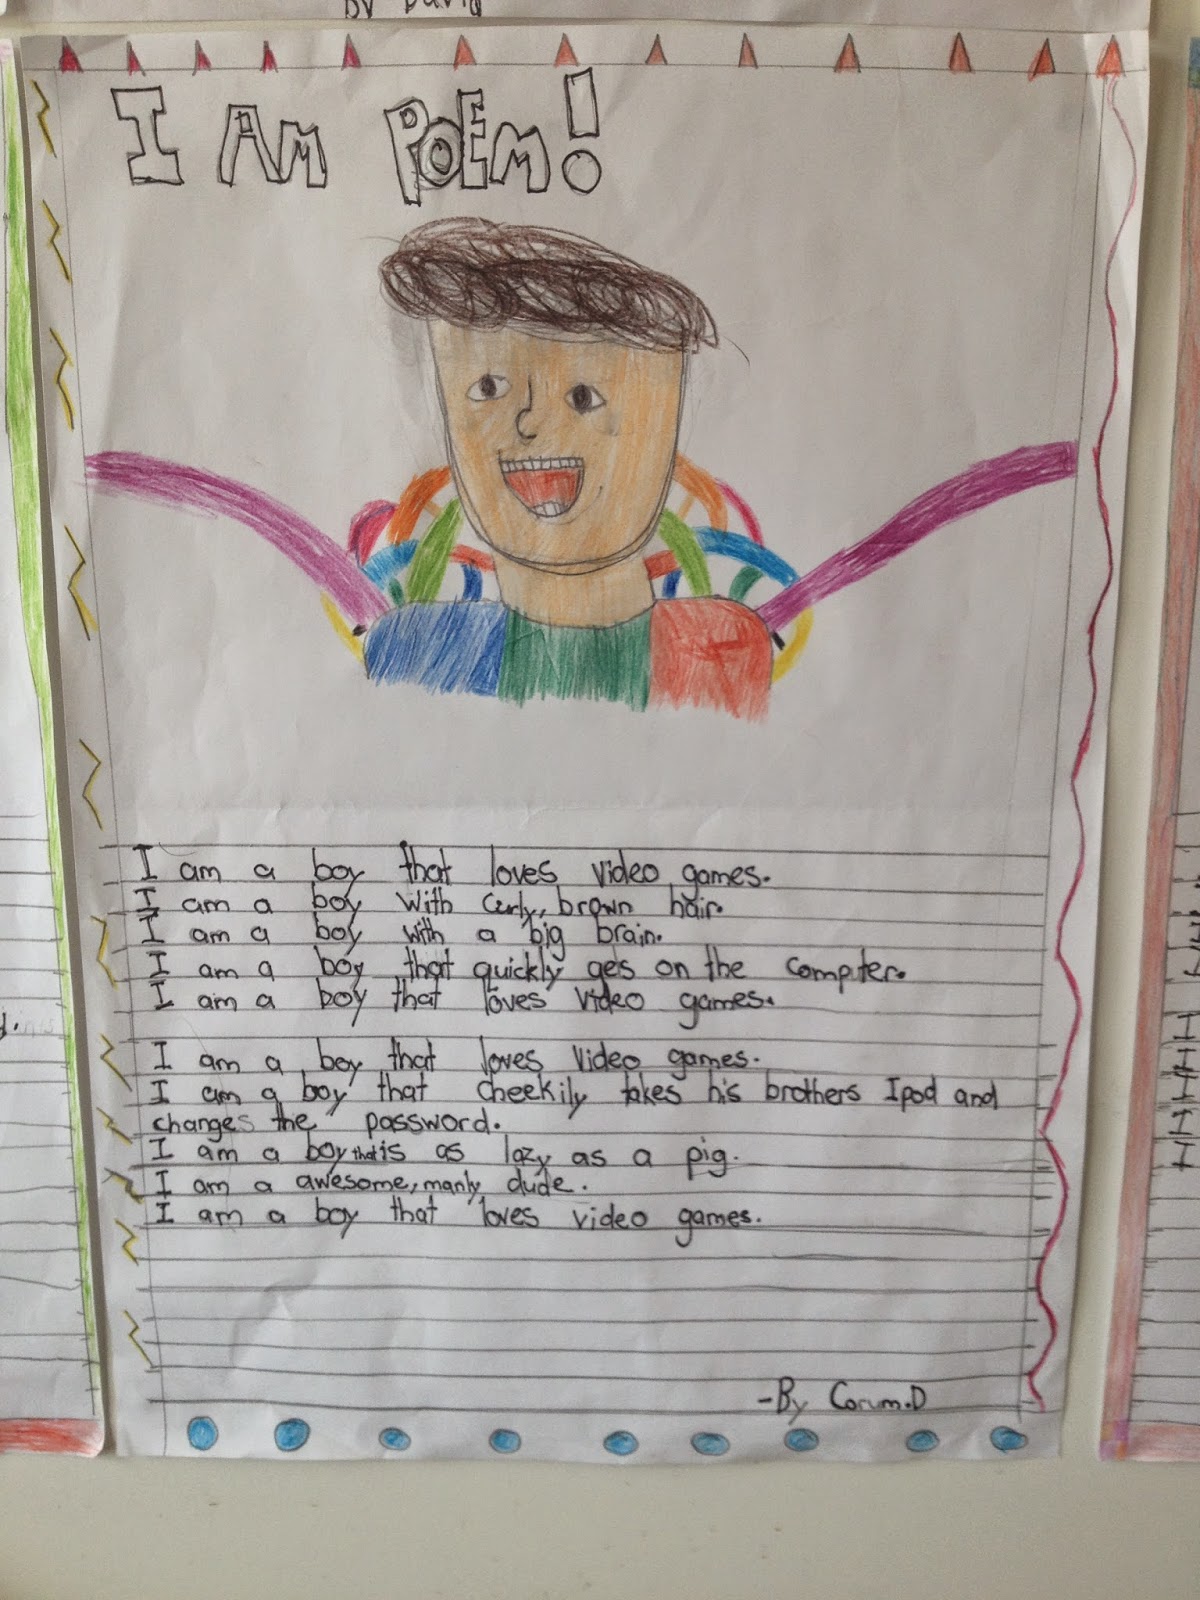 By David
I AM POEM!
I am a boy that loves video games.
I am a boy with curly, brown hair.
I am a boy with a big brain.
I am a boy that quickly ges on the computer.
I am a boy that loves video games.
I am a boy that loves video games.
I am a boy that cheekily takes his brothers Ipod and
changes the password.
I am a boy that is as lazy as a pig.
I am a awesome, manly dude.
I am a boy that loves video games.
-By Corum.D